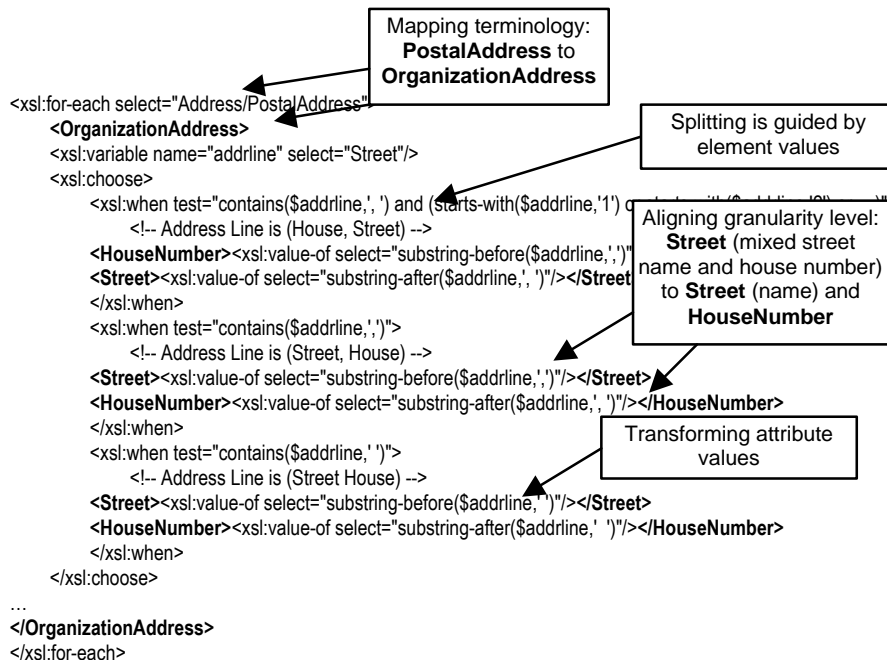 Mapping terminology:
PostalAddress to
OrganizationAddress
<xsl:for-each select="Address/PostalAddress">
<OrganizationAddress>
Splitting is guided by
element values
<xsl:variable name="addrline" select="Street"/>
<xsl:choose>
<xsl:when test="contains($addrline,', ') and (starts-with($addrline,'1')
Aligning granularity level:
Street (mixed street
name and house number)
to Street (name) and
HouseNumber
<!-- Address Line is (House, Street) -->
<HouseNumber><xsl:value-of select="substring-before($addrline,',')"
<Street><xsl:value-of select="substring-after($addrline,', ')"/></Street
</xsl:when>
<xsl:when test="contains($addrline,',')">
<!-- Address Line is (Street, House) -->
<Street><xsl:value-of select="substring-before($addrline,',')"/></Street>
<HouseNumber><xsl:value-of select="substring-after($addrline,', ')"/></HouseNumber>
</xsl:when>
Transforming attribute
values
<xsl:when test="contains($addrline,' ')">
<!-- Address Line is (Street House) -->
<Street><xsl:value-of select="substring-before($addrline,' ')"/></Street>
<HouseNumber><xsl:value-of select="substring-after($addrline,' ')"/></HouseNumber>
</xsl:when>
</xsl:choose>
…
</OrganizationAddress>
</xsl:for-each>